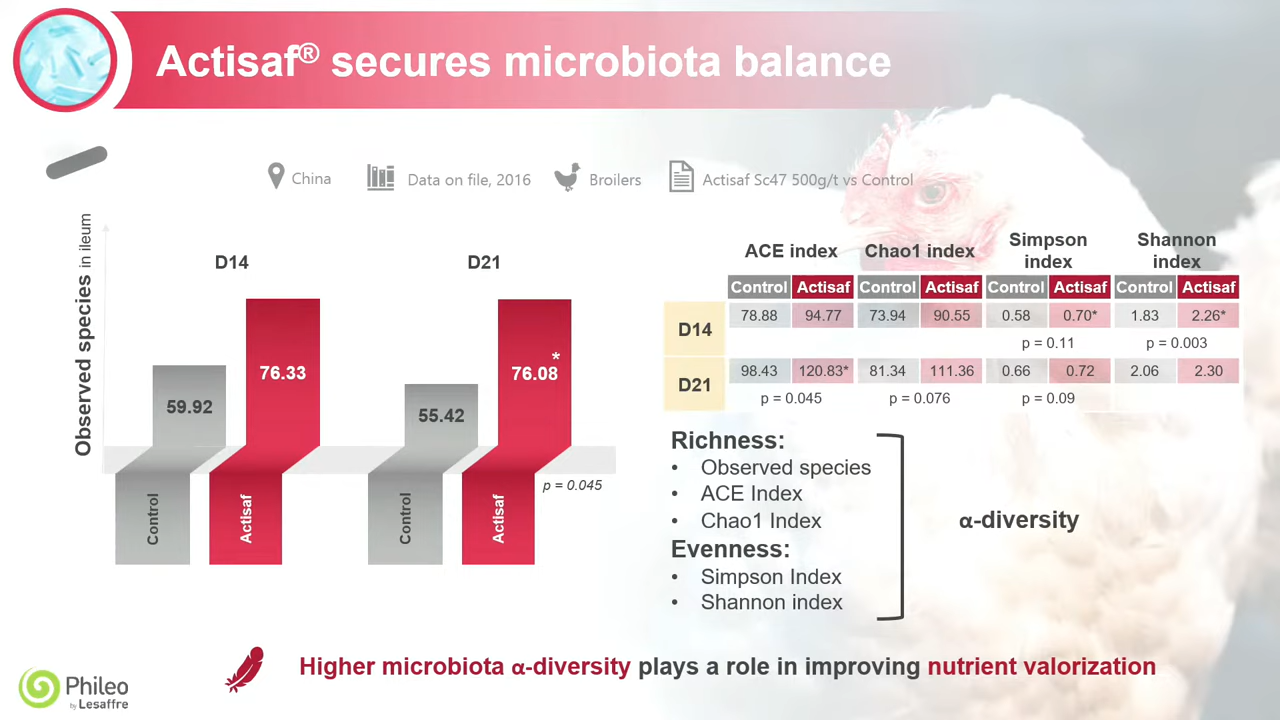 Actisaf® secures microbiota balance
China
Data on file, 2016
Broilers
Actisaf Sc47 500g/t vs Control
Observed species in ileum
D14
D21
59.92
76.33
55.42
76.08
*
Control
Actisaf
Control
Actisaf
p = 0.045
ACE index Chao1 index Simpson index Shannon index
Control Actisaf Control Actisaf Control Actisaf Control Actisaf
D14 78.88 94.77 73.94 90.55 0.58 0.70* 1.83 2.26*
p = 0.11 p = 0.003
D21 98.43 120.83* 81.34 111.36 0.66 0.72 2.06 2.30
p = 0.045 p = 0.076 p = 0.09
Richness:
• Observed species
• ACE Index
• Chao1 Index
Evenness:
• Simpson Index
• Shannon index
α-diversity
Higher microbiota α-diversity plays a role in improving nutrient valorization
Phileo
by Lesaffre